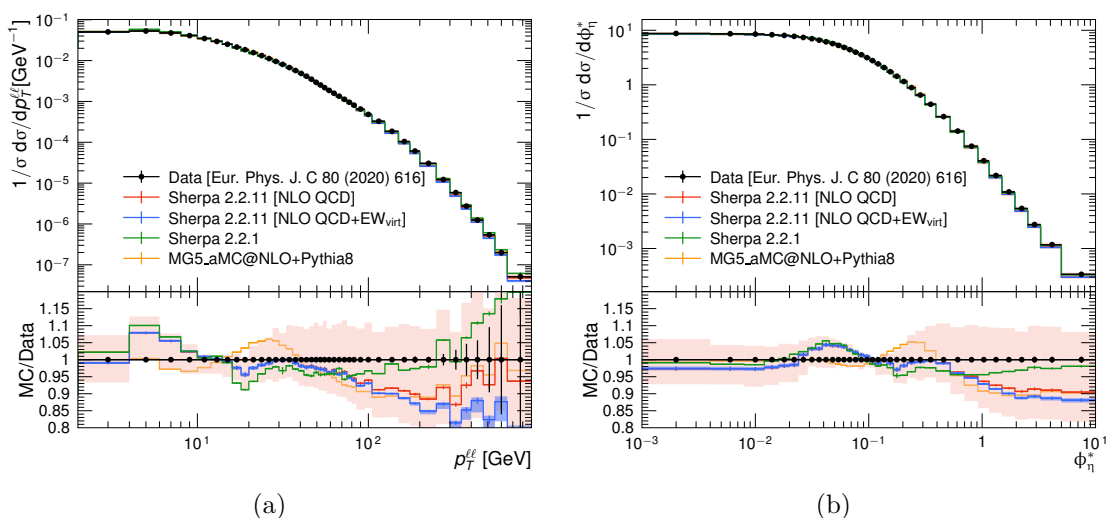 1/σ dσ/dp_T^ℓℓ[GeV⁻¹]
10⁻¹
10⁻²
10⁻³
10⁻⁴
10⁻⁵
10⁻⁶
10⁻⁷
Data [Eur. Phys. J. C 80 (2020) 616]
Sherpa 2.2.11 [NLO QCD]
Sherpa 2.2.11 [NLO QCD+EW_virt]
Sherpa 2.2.1
MG5_aMC@NLO+Pythia8
MC/Data
1.15
1.1
1.05
1
0.95
0.9
0.85
0.8
10¹
10²
p_T^ℓℓ [GeV]
(a)
1/σ dσ/dϕ_η^*
10¹
1
10⁻¹
10⁻²
10⁻³
Data [Eur. Phys. J. C 80 (2020) 616]
Sherpa 2.2.11 [NLO QCD]
Sherpa 2.2.11 [NLO QCD+EW_virt]
Sherpa 2.2.1
MG5_aMC@NLO+Pythia8
MC/Data
1.15
1.1
1.05
1
0.95
0.9
0.85
0.8
10⁻³
10⁻²
10⁻¹
1
10¹
ϕ_η^*
(b)